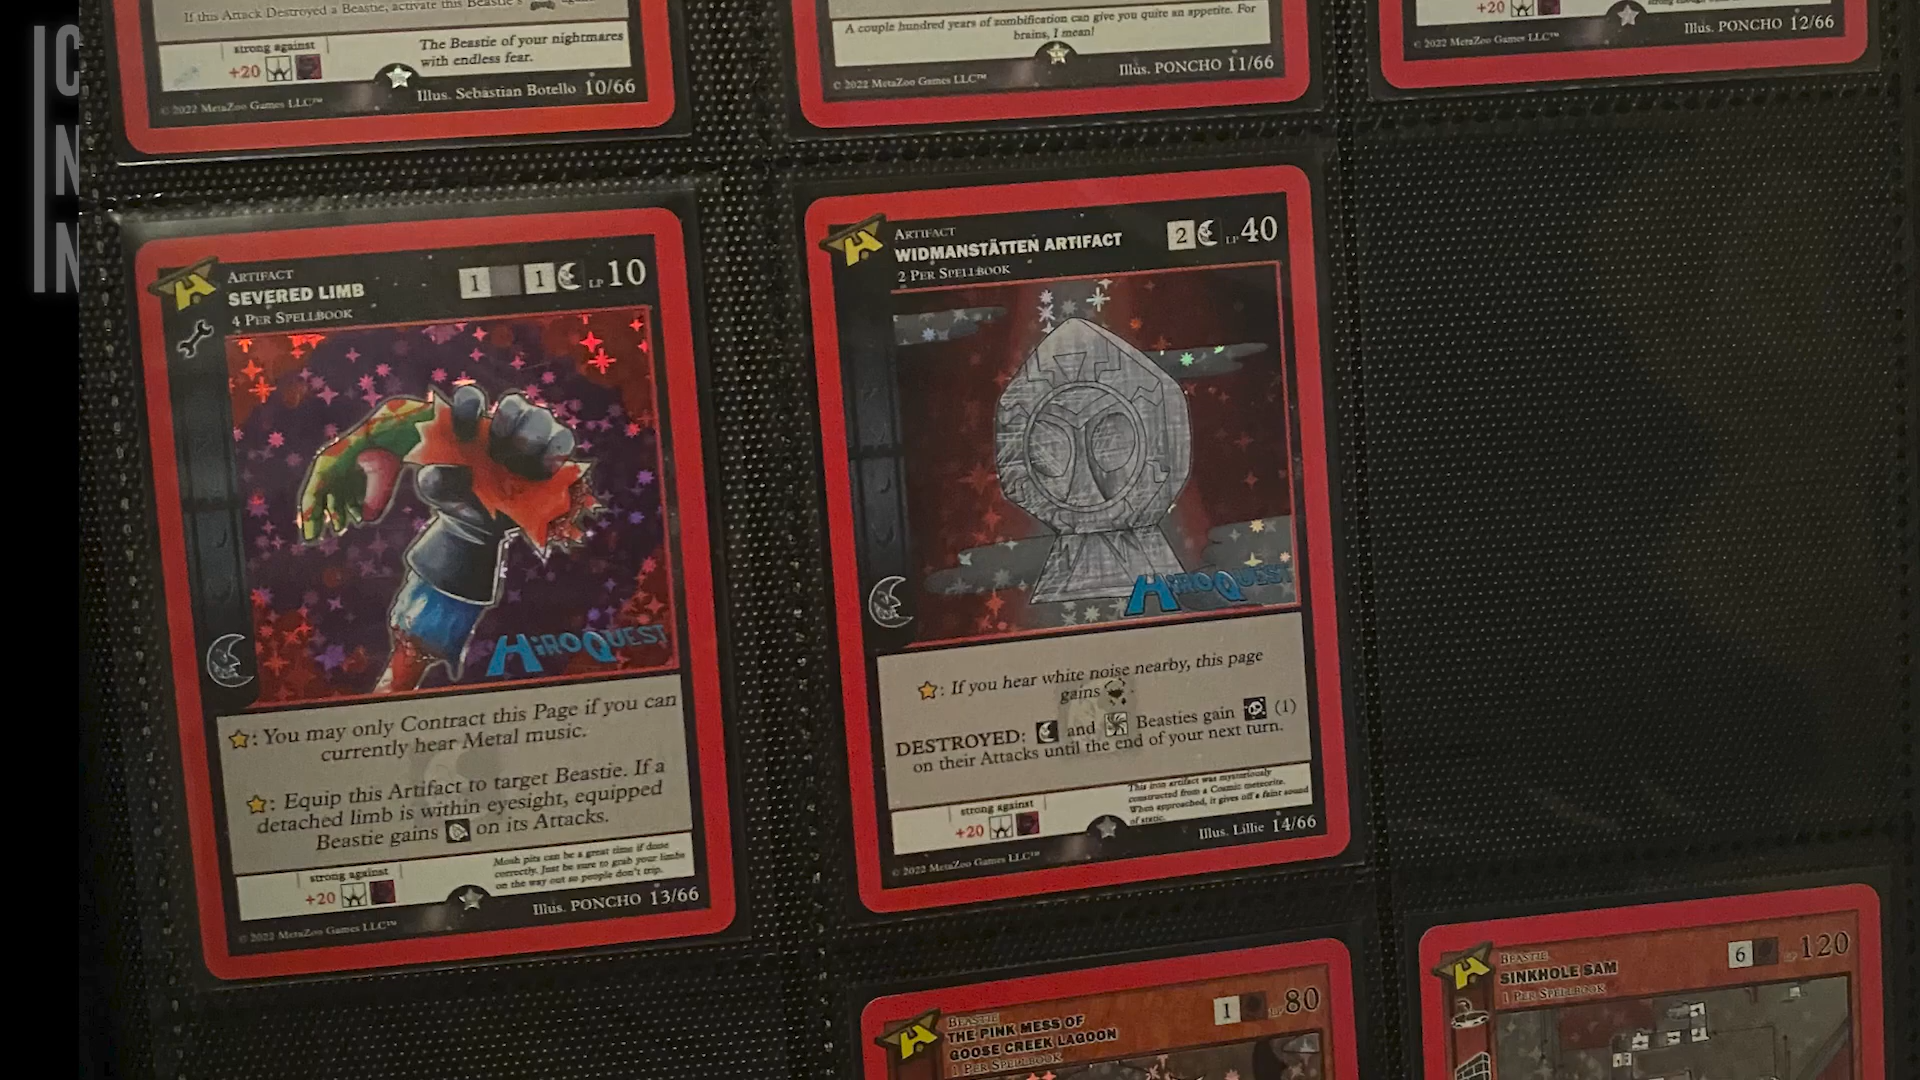 IC
N
N
If this Attack Destroyed a Beastie, activate this Beastie's
strong against
+20
The Beastie of your nightmares
with endless fear.
© 2022 MetaZoo Games LLC™
Illus. Sebastian Botello 10/66
A couple hundred years of zombification can give you quite an appetite. For
brains, I mean!
© 2022 MetaZoo Games LLC™
Illus. PONCHO 11/66
+20
© 2022 MetaZoo Games LLC™
Illus. PONCHO 12/66
ARTIFACT
SEVERED LIMB
4 PER SPELLBOOK
1 1 LP 10
HIROQUEST
: You may only Contract this Page if you can
currently hear Metal music.
: Equip this Artifact to target Beastie. If a
detached limb is within eyesight, equipped
Beastie gains on its Attacks.
strong against
+20
Mosh pits can be a great time if done
correctly. Just be sure to grab your limbs
on the way out so people don't trip.
© 2022 MetaZoo Games LLC™
Illus. PONCHO 13/66
ARTIFACT
WIDMANSTÄTTEN ARTIFACT
2 PER SPELLBOOK
2 LP 40
HIROQUEST
: If you hear white noise nearby, this page
gains .
DESTROYED: and Beasties gain (1)
on their Attacks until the end of your next turn.
strong against
+20
This iron artifact was mysteriously
constructed from a Cosmic meteorite.
When approached, it gives off a faint sound
of static.
© 2022 MetaZoo Games LLC™
Illus. Lillie 14/66
BEASTIE
THE PINK MESS OF
GOOSE CREEK LAGOON
1 PER SPELLBOOK
1 LP 80
BEASTIE
SINKHOLE SAM
1 PER SPELLBOOK
6 LP 120